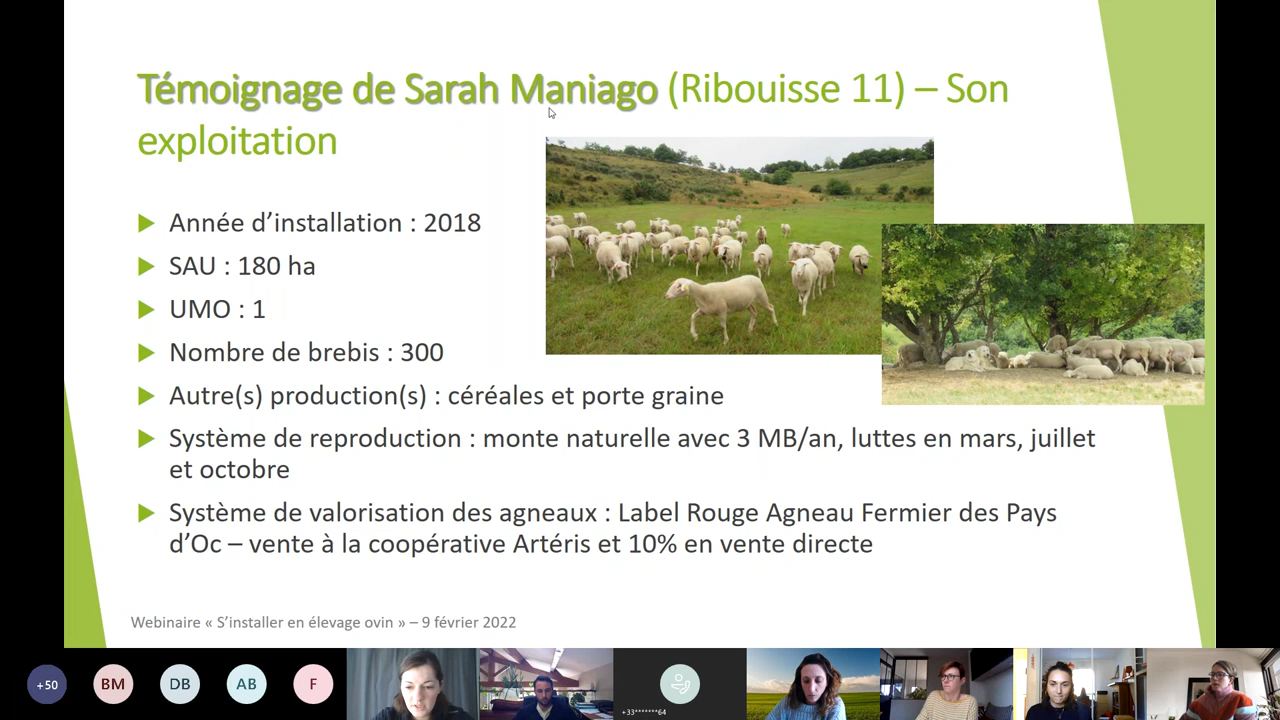 Témoignage de Sarah Maniago (Ribouisse 11) – Son
exploitation
Année d’installation : 2018
SAU : 180 ha
UMO : 1
Nombre de brebis : 300
Autre(s) production(s) : céréales et porte graine
Système de reproduction : monte naturelle avec 3 MB/an, luttes en mars, juillet
et octobre
Système de valorisation des agneaux : Label Rouge Agneau Fermier des Pays
d’Oc – vente à la coopérative Artéris et 10% en vente directe
Webinaire « S’installer en élevage ovin » – 9 février 2022
+50
BM
DB
AB
F
+33*******64